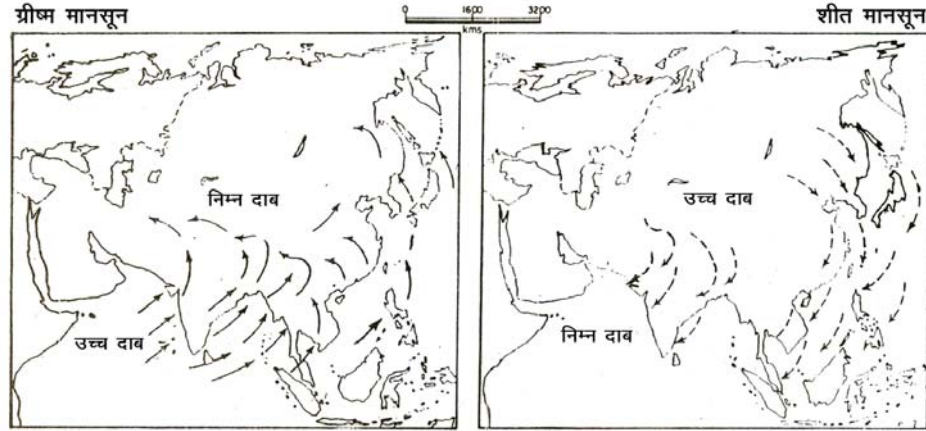 ग्रीष्म मानसून
0 1600 3200
kms
शीत मानसून
निम्न दाब
उच्च दाब
उच्च दाब
निम्न दाब